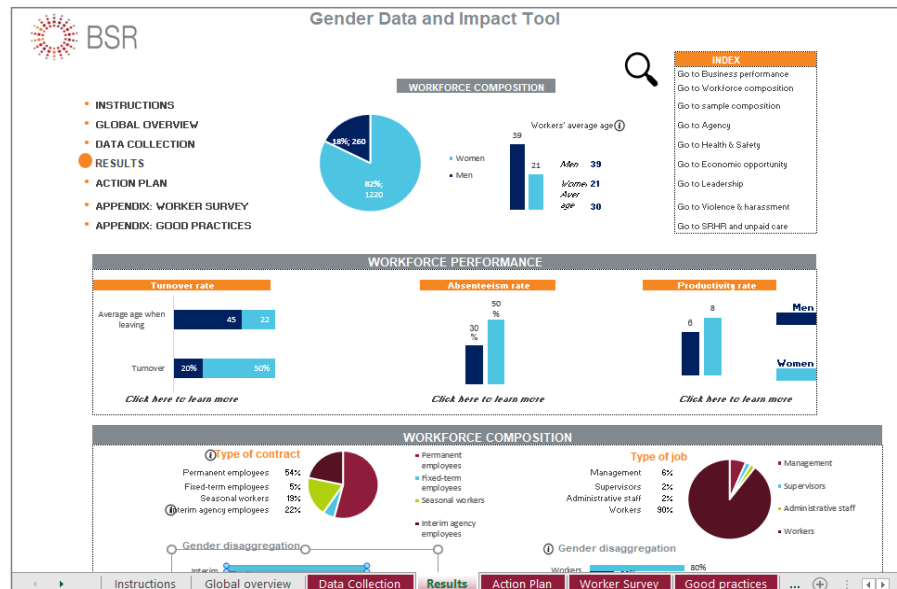 BSR
Gender Data and Impact Tool
INSTRUCTIONS
GLOBAL OVERVIEW
DATA COLLECTION
RESULTS
ACTION PLAN
APPENDIX: WORKER SURVEY
APPENDIX: GOOD PRACTICES
WORKFORCE COMPOSITION
18%; 260
82%;
1220
Women
Men
Workers' average age
39
21
Men 39
Women 21
Aver
age 30
INDEX
Go to Business performance
Go to Workforce composition
Go to sample composition
Go to Agency
Go to Health & Safety
Go to Economic opportunity
Go to Leadership
Go to Violence & harassment
Go to SRHR and unpaid care
WORKFORCE PERFORMANCE
Turnover rate
Average age when
leaving
45 22
Turnover
20% 50%
Click here to learn more
Absenteeism rate
30
%
50
%
Click here to learn more
Productivity rate
6
8
Men
Women
Click here to learn more
WORKFORCE COMPOSITION
Type of contract
Permanent employees 54%
Fixed-term employees 5%
Seasonal workers 19%
Interim agency employees 22%
Permanent
employees
Fixed-term
employees
Seasonal workers
Interim agency
employees
Gender disaggregation
Interim
Type of job
Management 6%
Supervisors 2%
Administrative staff 2%
Workers 90%
Management
Supervisors
Administrative staff
Workers
Gender disaggregation
Workers 80%
Instructions Global overview Data Collection Results Action Plan Worker Survey Good practices ...